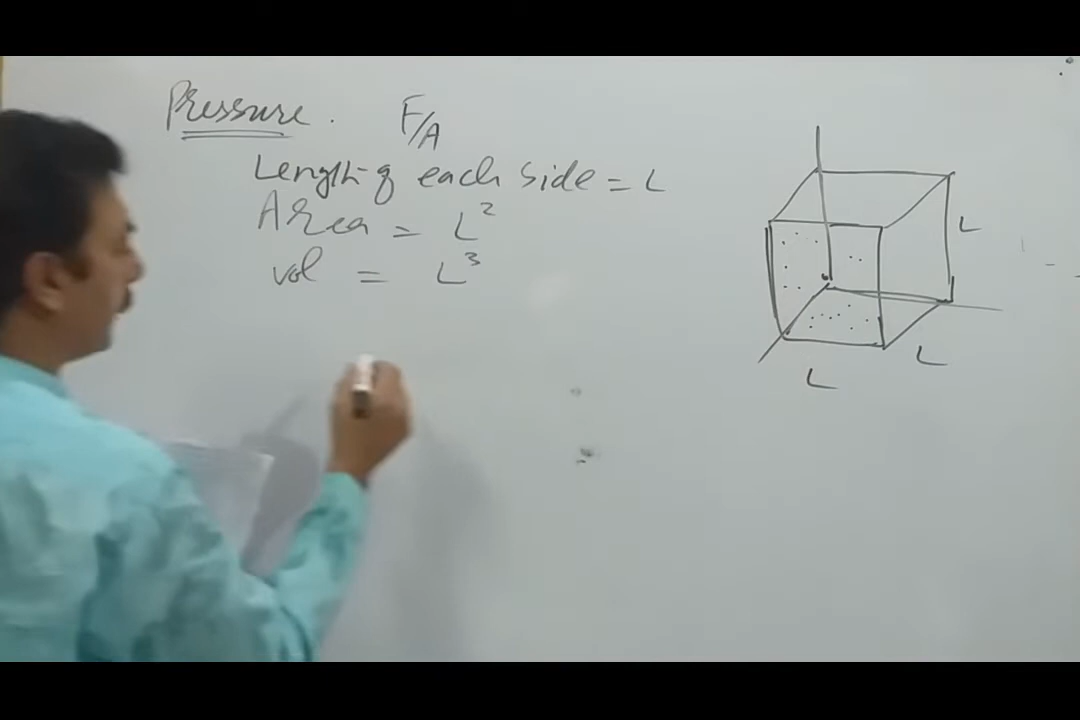 Pressure. F/A
Length of each side = L
Area = L²
vol = L³
L
L
L